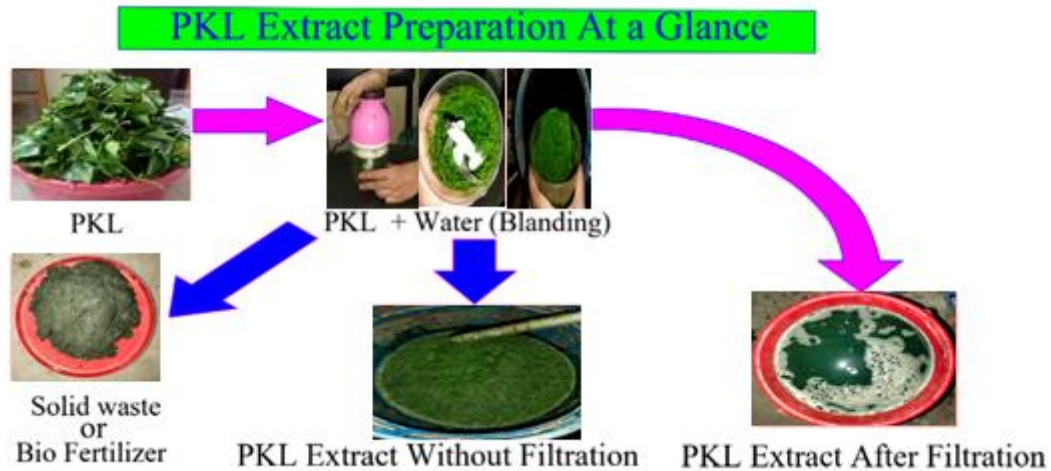 PKL Extract Preparation At a Glance
PKL
PKL + Water (Blanding)
Solid waste
or
Bio Fertilizer
PKL Extract Without Filtration
PKL Extract After Filtration